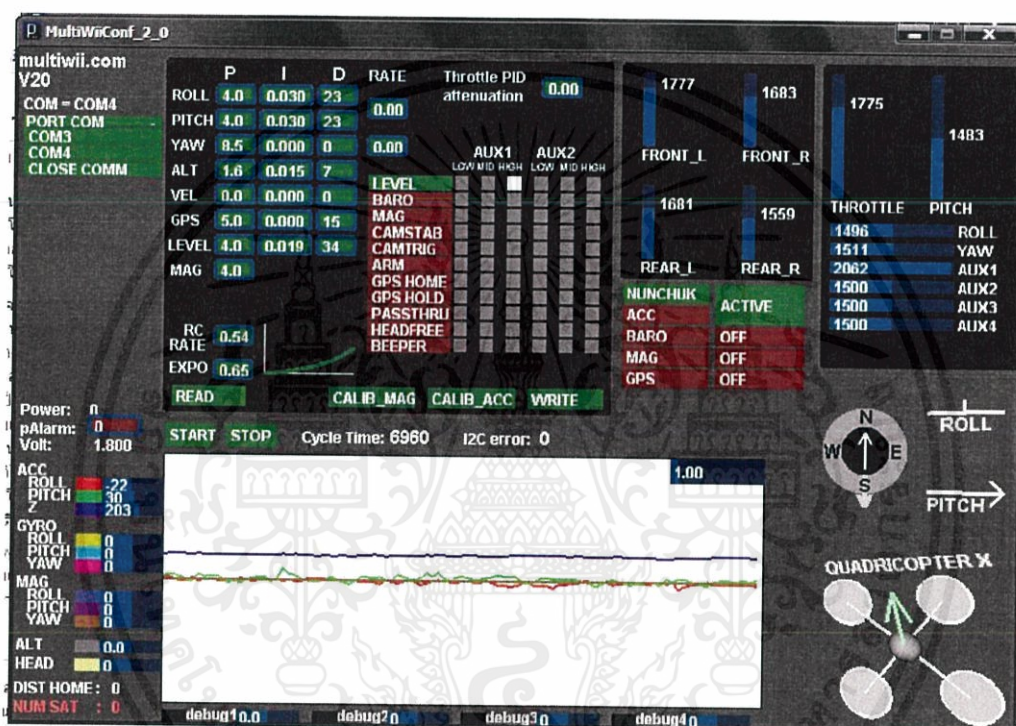 MultiWiiConf_2_0
multiwii.com
V20
COM = COM4
PORT COM
COM3
COM4
CLOSE COMM
P I D RATE
ROLL 4.0 0.030 23
PITCH 4.0 0.030 23
0.00
YAW 8.5 0.000 0 0.00
ALT 1.6 0.015 7
VEL 0.0 0.000 0
GPS 5.0 0.000 15
LEVEL 4.0 0.019 34
MAG 4.0
RC RATE 0.54
EXPO 0.65
Throttle PID
attenuation 0.00
AUX1 AUX2
LOW MID HIGH LOW MID HIGH
LEVEL
BARO
MAG
CAMSTAB
CAMTRIG
ARM
GPS HOME
GPS HOLD
PASSTHRU
HEADFREE
BEEPER
READ CALIB_MAG CALIB_ACC WRITE
1777 1683
FRONT_L FRONT_R
1681 1559
REAR_L REAR_R
NUNCHUK
ACC ACTIVE
BARO OFF
MAG OFF
GPS OFF
1775 1483
THROTTLE PITCH
1496 ROLL
1511 YAW
2062 AUX1
1500 AUX2
1500 AUX3
1500 AUX4
Power: 0
pAlarm: 0
Volt: 1.800
START STOP Cycle Time: 6960 I2C error: 0
ACC
ROLL -22
PITCH 30
Z 203
GYRO
ROLL 0
PITCH 0
YAW 0
MAG
ROLL 0
PITCH 0
YAW 0
ALT 0.0
HEAD 0
DIST HOME : 0
NUM SAT : 0
1.00
debug1 0.0 debug2 0 debug3 0 debug4 0
N
W E
S
ROLL
PITCH
QUADRICOPTER X